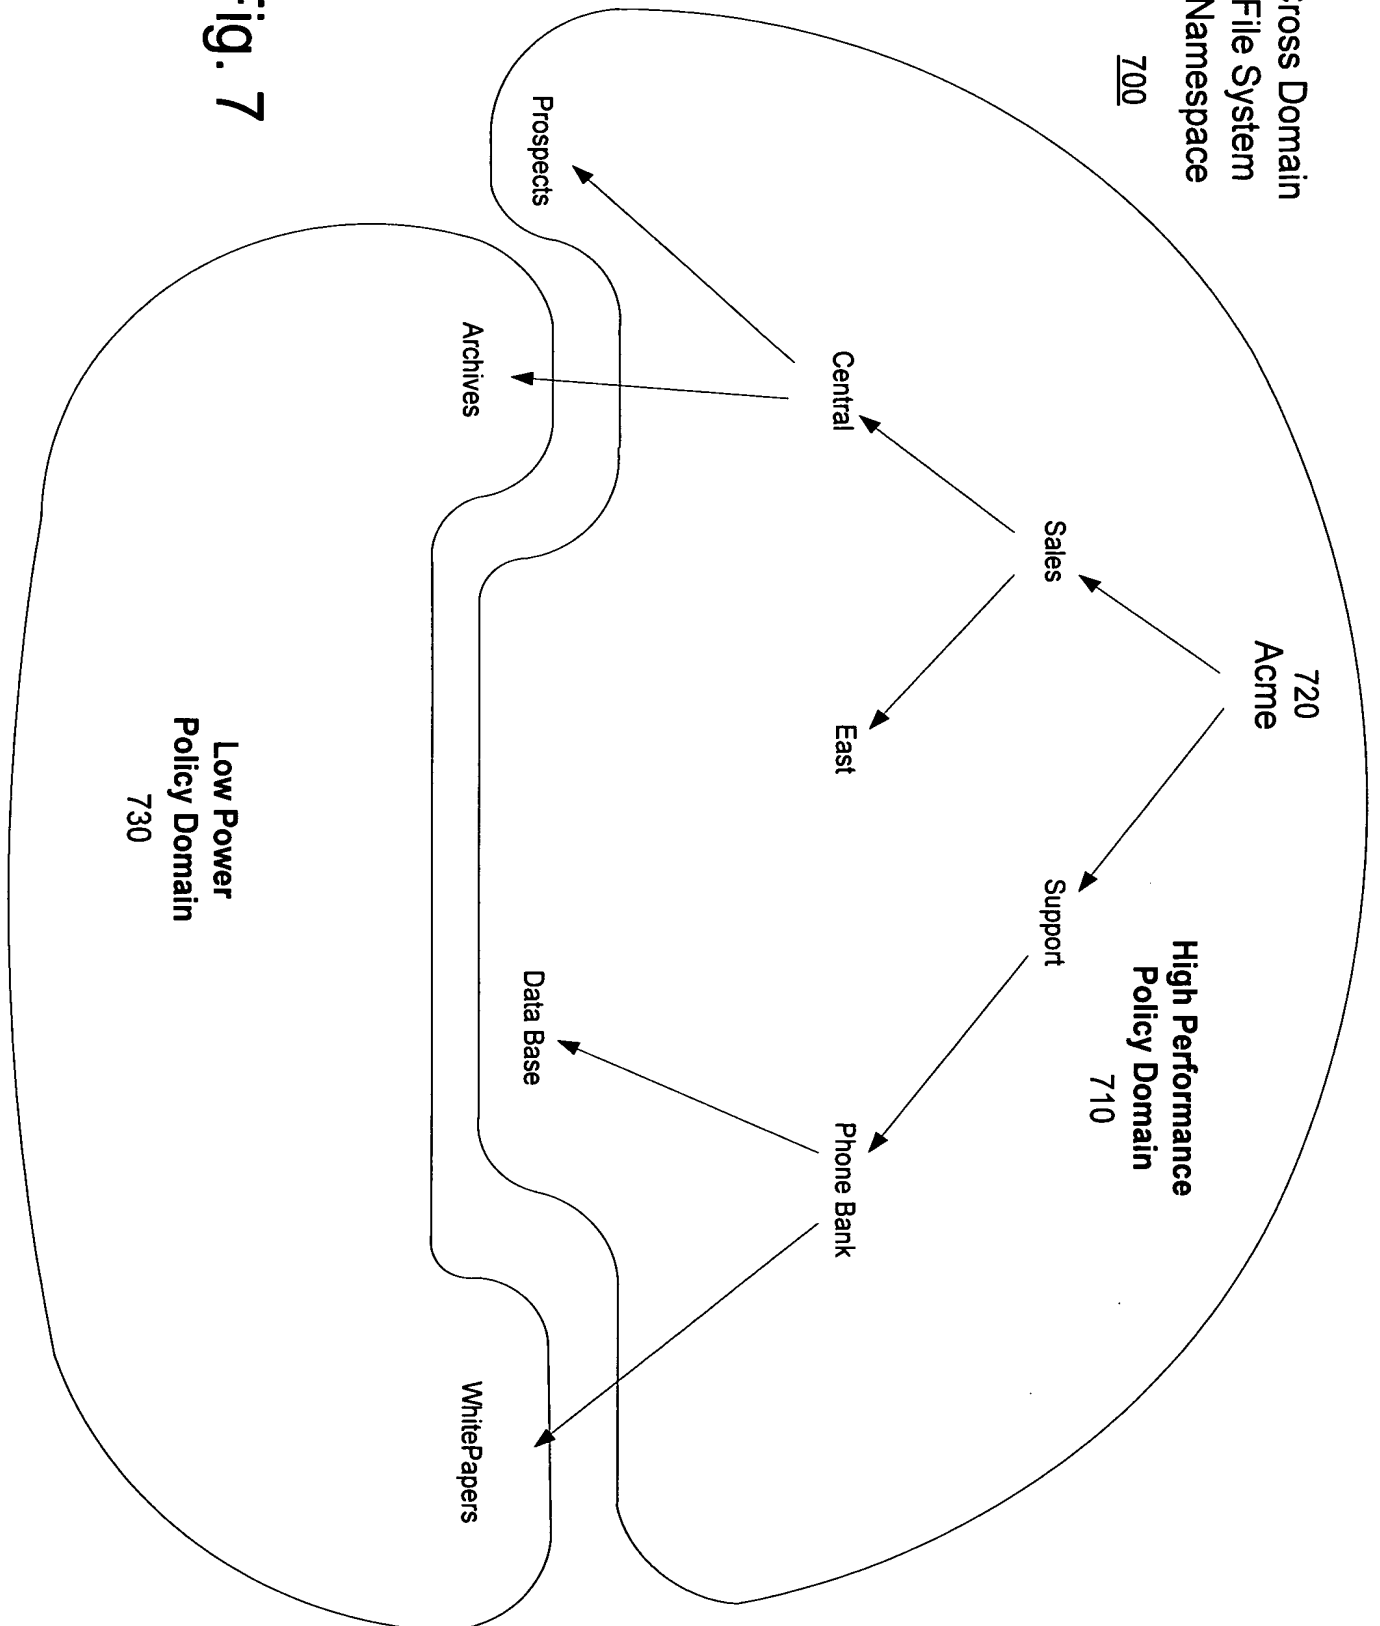 Cross Domain
File System
Namespace
700
720
Acme
High Performance
Policy Domain
710
Sales
Support
Central
East
Phone Bank
Prospects
Data Base
Archives
WhitePapers
Low Power
Policy Domain
730
Fig. 7